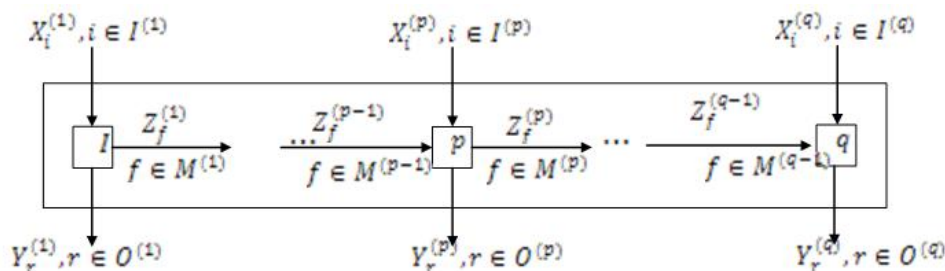 X_i^(1), i ∈ I^(1) X_i^(p), i ∈ I^(p) X_i^(q), i ∈ I^(q)
Z_f^(1) ... Z_f^(p-1) Z_f^(p) ... Z_f^(q-1)
I p q
f ∈ M^(1) f ∈ M^(p-1) f ∈ M^(p) f ∈ M^(q-1)
Y_r^(1), r ∈ O^(1) Y_r^(p), r ∈ O^(p) Y_r^(q), r ∈ O^(q)